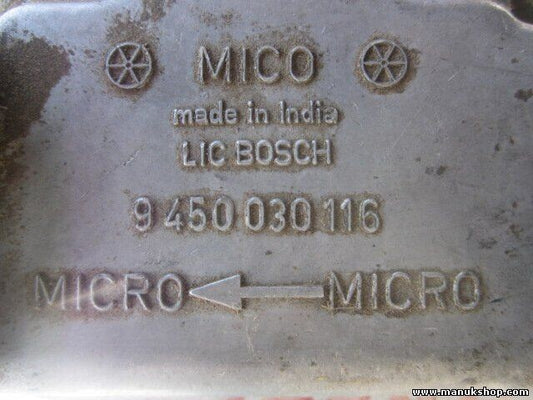 MICO
made in India
LIC BOSCH
9 450 030 116
MICRO MICRO
www.manukshop.com